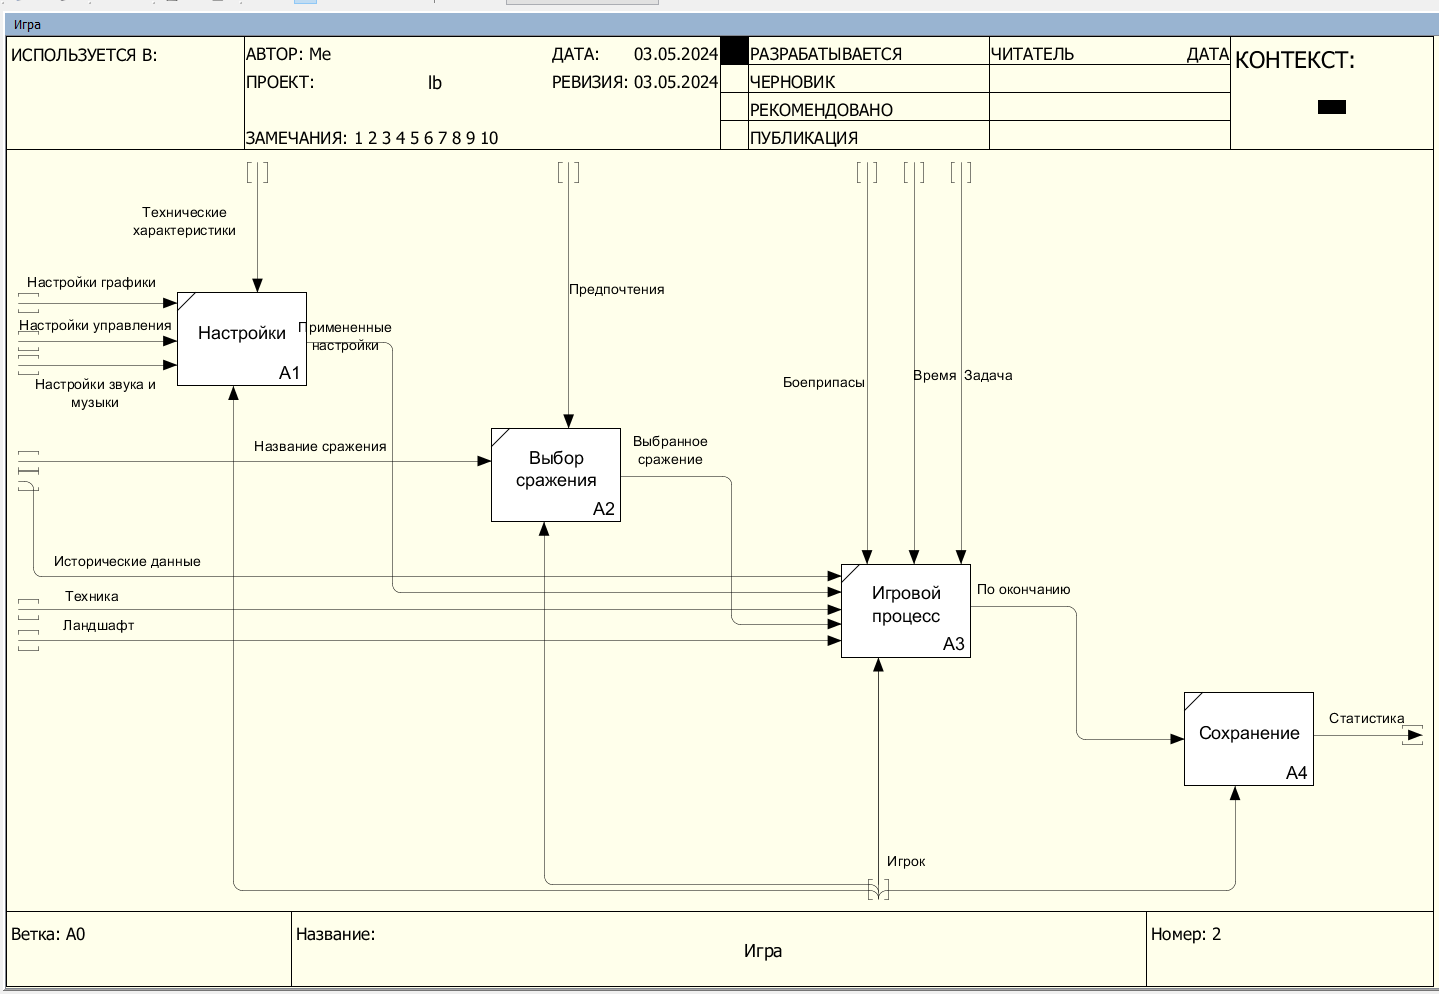 Игра
ИСПОЛЬЗУЕТСЯ В:
АВТОР: Me
ДАТА: 03.05.2024
ПРОЕКТ: lb
РЕВИЗИЯ: 03.05.2024
ЗАМЕЧАНИЯ: 1 2 3 4 5 6 7 8 9 10
РАЗРАБАТЫВАЕТСЯ
ЧЕРНОВИК
РЕКОМЕНДОВАНО
ПУБЛИКАЦИЯ
ЧИТАТЕЛЬ
ДАТА
КОНТЕКСТ:
Технические
характеристики
Настройки графики
Настройки управления
Настройки звука и
музыки
Настройки
A1
Примененные
настройки
Предпочтения
Боеприпасы
Время
Задача
Название сражения
Выбор
сражения
A2
Выбранное
сражение
Исторические данные
Техника
Ландшафт
Игровой
процесс
A3
По окончанию
Сохранение
A4
Статистика
Игрок
Ветка: A0
Название:
Игра
Номер: 2